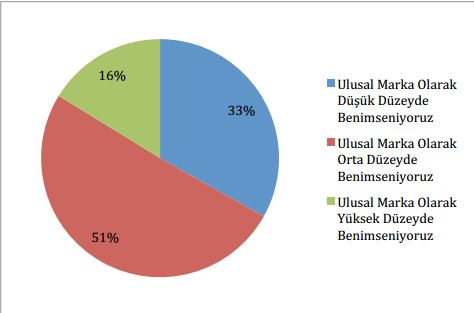 16%
33%
51%
Ulusal Marka Olarak
Düşük Düzeyde
Benimseniyoruz
Ulusal Marka Olarak
Orta Düzeyde
Benimseniyoruz
Ulusal Marka Olarak
Yüksek Düzeyde
Benimseniyoruz